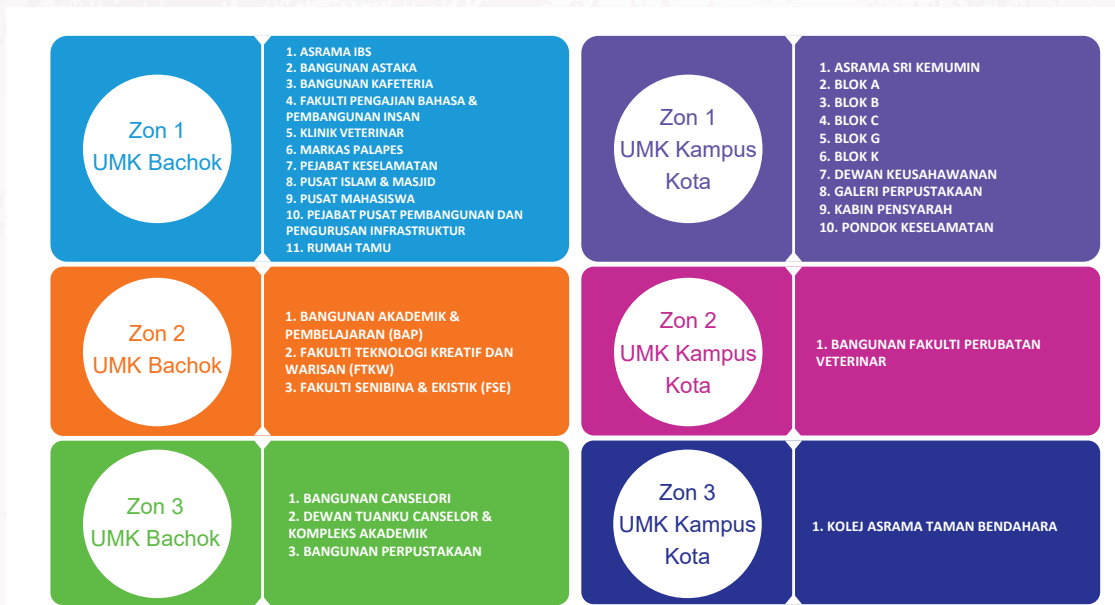 Zon 1
UMK Bachok
1. ASRAMA IBS
2. BANGUNAN ASTAKA
3. BANGUNAN KAFETERIA
4. FAKULTI PENGAJIAN BAHASA &
PEMBANGUNAN INSAN
5. KLINIK VETERINAR
6. MARKAS PALAPES
7. PEJABAT KESELAMATAN
8. PUSAT ISLAM & MASJID
9. PUSAT MAHASISWA
10. PEJABAT PUSAT PEMBANGUNAN DAN
PENGURUSAN INFRASTRUKTUR
11. RUMAH TAMU
Zon 1
UMK Kampus
Kota
1. ASRAMA SRI KEMUMIN
2. BLOK A
3. BLOK B
4. BLOK C
5. BLOK G
6. BLOK K
7. DEWAN KEUSAHAWANAN
8. GALERI PERPUSTAKAAN
9. KABIN PENSYARAH
10. PONDOK KESELAMATAN
Zon 2
UMK Bachok
1. BANGUNAN AKADEMIK &
PEMBELAJARAN (BAP)
2. FAKULTI TEKNOLOGI KREATIF DAN
WARISAN (FTKW)
3. FAKULTI SENIBINA & EKISTIK (FSE)
Zon 2
UMK Kampus
Kota
1. BANGUNAN FAKULTI PERUBATAN
VETERINAR
Zon 3
UMK Bachok
1. BANGUNAN CANSELORI
2. DEWAN TUANKU CANSELOR &
KOMPLEKS AKADEMIK
3. BANGUNAN PERPUSTAKAAN
Zon 3
UMK Kampus
Kota
1. KOLEJ ASRAMA TAMAN BENDAHARA